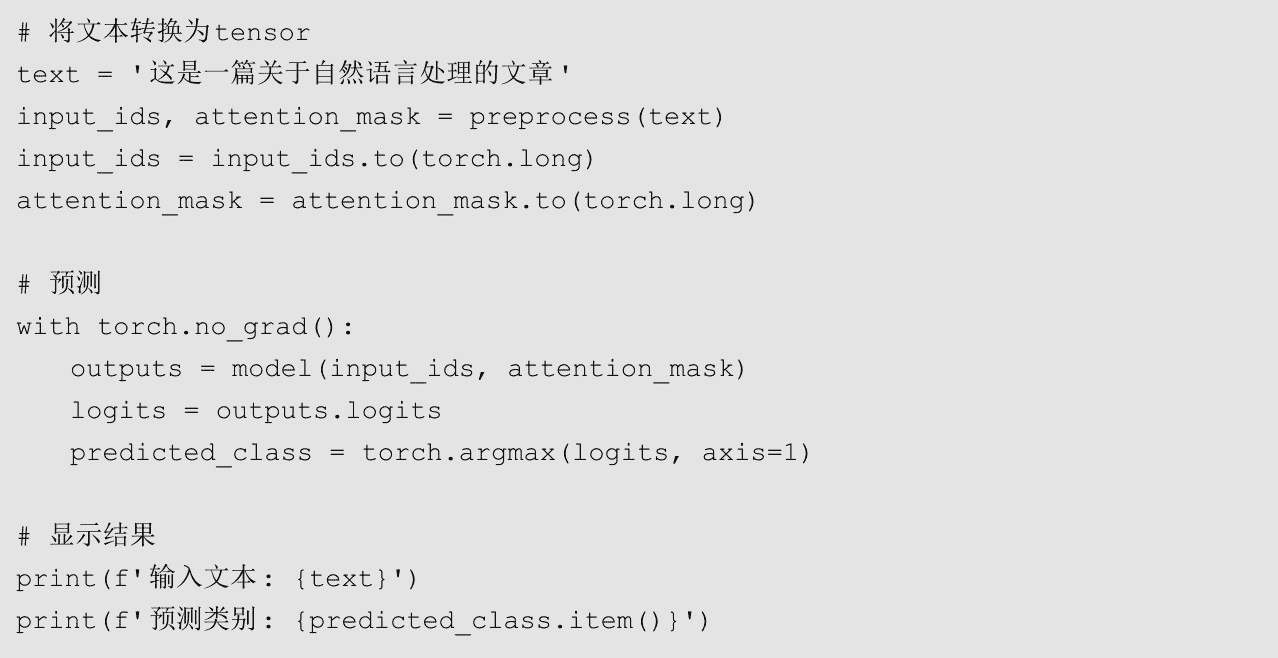 # 将文本转换为tensor
text = '这是一篇关于自然语言处理的文章'
input_ids, attention_mask = preprocess(text)
input_ids = input_ids.to(torch.long)
attention_mask = attention_mask.to(torch.long)
# 预测
with torch.no_grad():
    outputs = model(input_ids, attention_mask)
    logits = outputs.logits
    predicted_class = torch.argmax(logits, axis=1)
# 显示结果
print(f'输入文本: {text}')
print(f'预测类别: {predicted_class.item()}')